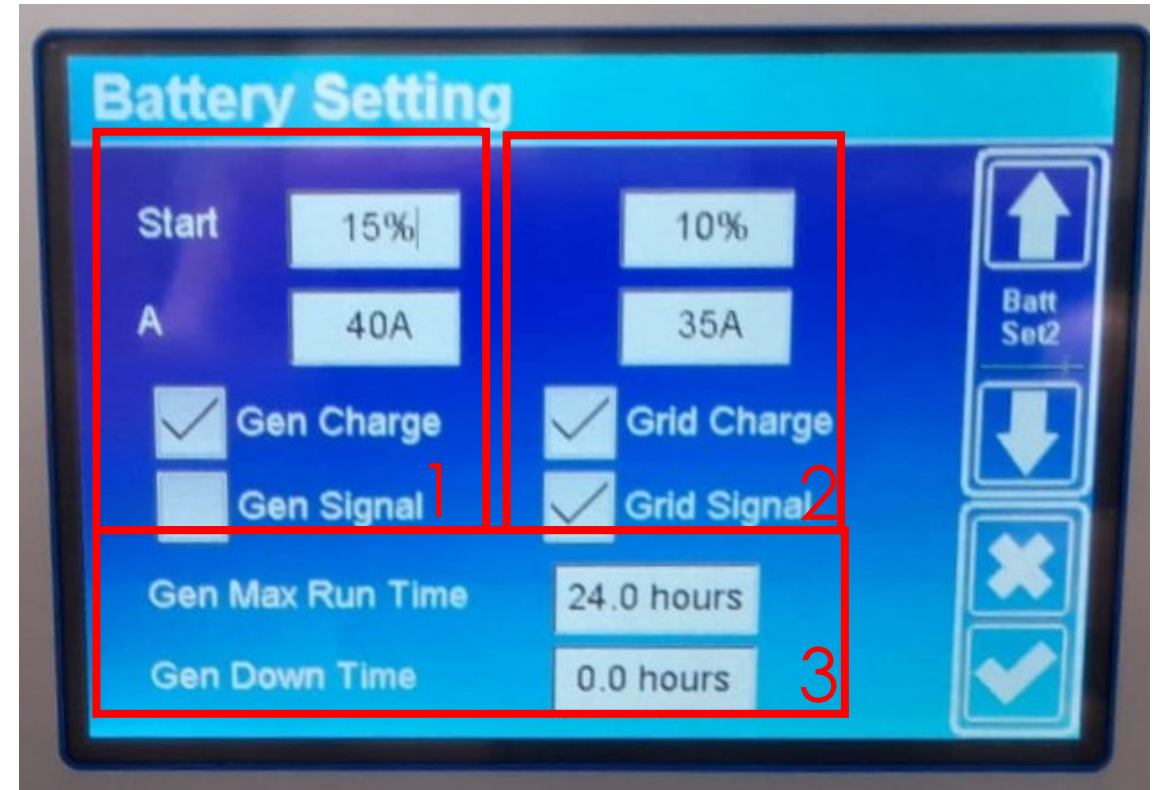 Battery Setting
Start 15% 10%
A 40A 35A
Batt
Set2
Gen Charge Grid Charge
Gen Signal 1 Grid Signal 2
Gen Max Run Time 24.0 hours
Gen Down Time 0.0 hours 3